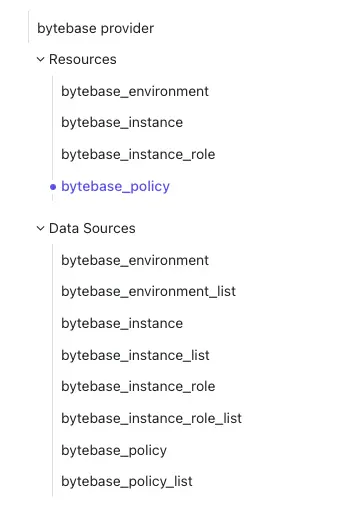 bytebase provider
Resources
bytebase_environment
bytebase_instance
bytebase_instance_role
bytebase_policy
Data Sources
bytebase_environment
bytebase_environment_list
bytebase_instance
bytebase_instance_list
bytebase_instance_role
bytebase_instance_role_list
bytebase_policy
bytebase_policy_list